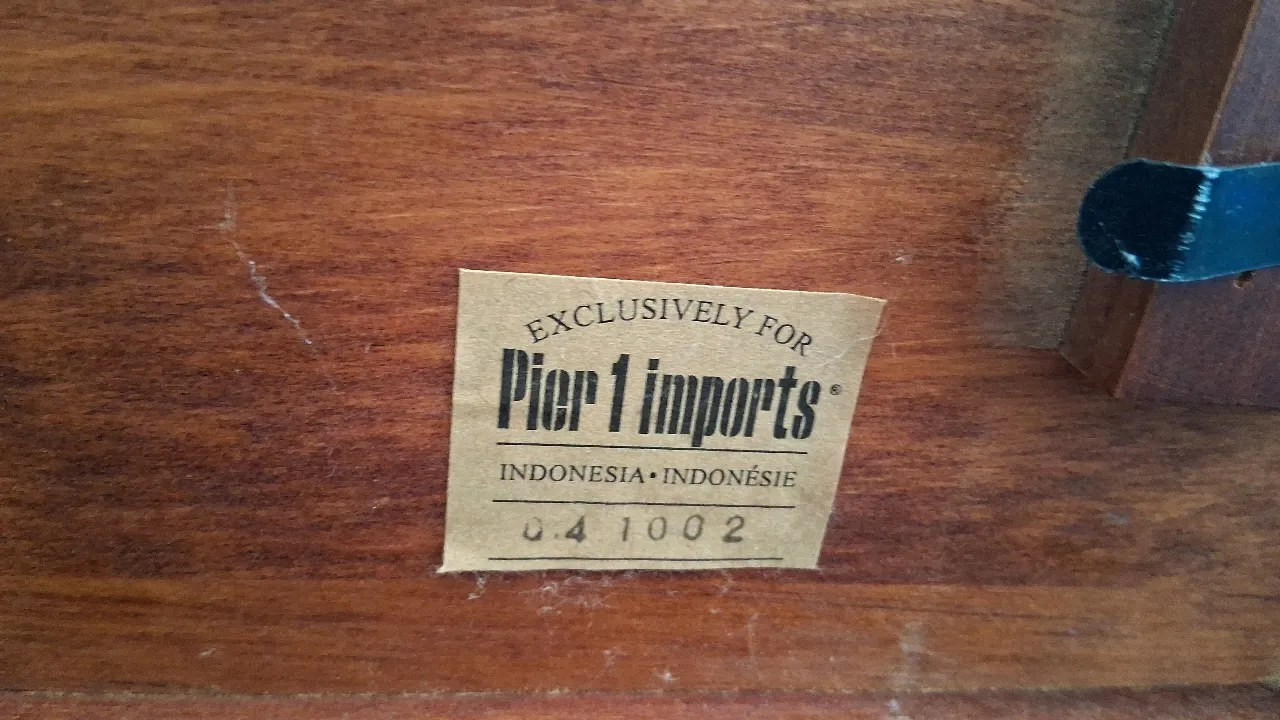 EXCLUSIVELY FOR
Pier 1 imports®
INDONESIA • INDONÉSIE
0.4 1002